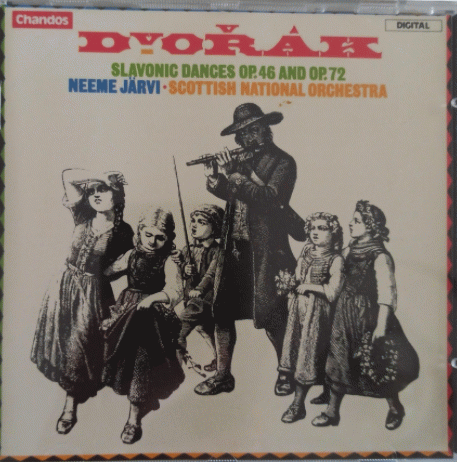 Chandos
DIGITAL
DVOŘÁK
SLAVONIC DANCES OP. 46 AND OP. 72
NEEME JÄRVI · SCOTTISH NATIONAL ORCHESTRA